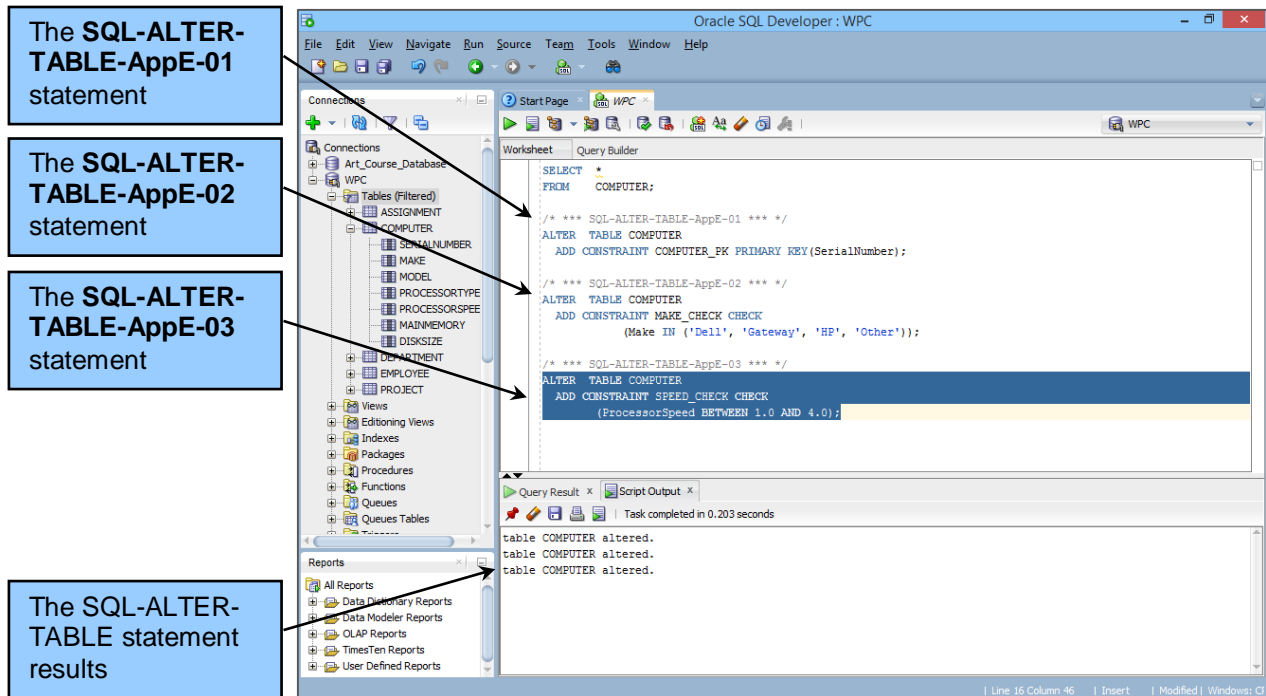 The SQL-ALTER-
TABLE-AppE-01
statement
The SQL-ALTER-
TABLE-AppE-02
statement
The SQL-ALTER-
TABLE-AppE-03
statement
The SQL-ALTER-
TABLE statement
results
Oracle SQL Developer : WPC
File Edit View Navigate Run Source Team Tools Window Help
Connections
Connections
Art_Course_Database
WPC
Tables (Filtered)
ASSIGNMENT
COMPUTER
SERIALNUMBER
MAKE
MODEL
PROCESSORTYPE
PROCESSORSPEE
MAINMEMORY
DISKSIZE
DEPARTMENT
EMPLOYEE
PROJECT
Views
Editioning Views
Indexes
Packages
Procedures
Functions
Queues
Queues Tables
Triggers
Reports
All Reports
Data Dictionary Reports
Data Modeler Reports
OLAP Reports
TimesTen Reports
User Defined Reports
Start Page WPC
WPC
Worksheet Query Builder
SELECT *
FROM COMPUTER;
/* *** SQL-ALTER-TABLE-AppE-01 *** */
ALTER TABLE COMPUTER
ADD CONSTRAINT COMPUTER_PK PRIMARY KEY(SerialNumber);
/* *** SQL-ALTER-TABLE-AppE-02 *** */
ALTER TABLE COMPUTER
ADD CONSTRAINT MAKE_CHECK CHECK
(Make IN ('Dell', 'Gateway', 'HP', 'Other'));
/* *** SQL-ALTER-TABLE-AppE-03 *** */
ALTER TABLE COMPUTER
ADD CONSTRAINT SPEED_CHECK CHECK
(ProcessorSpeed BETWEEN 1.0 AND 4.0);
Query Result x Script Output x
Task completed in 0.203 seconds
table COMPUTER altered.
table COMPUTER altered.
table COMPUTER altered.
| Line 16 Column 46 | Insert | Modified | Windows: C